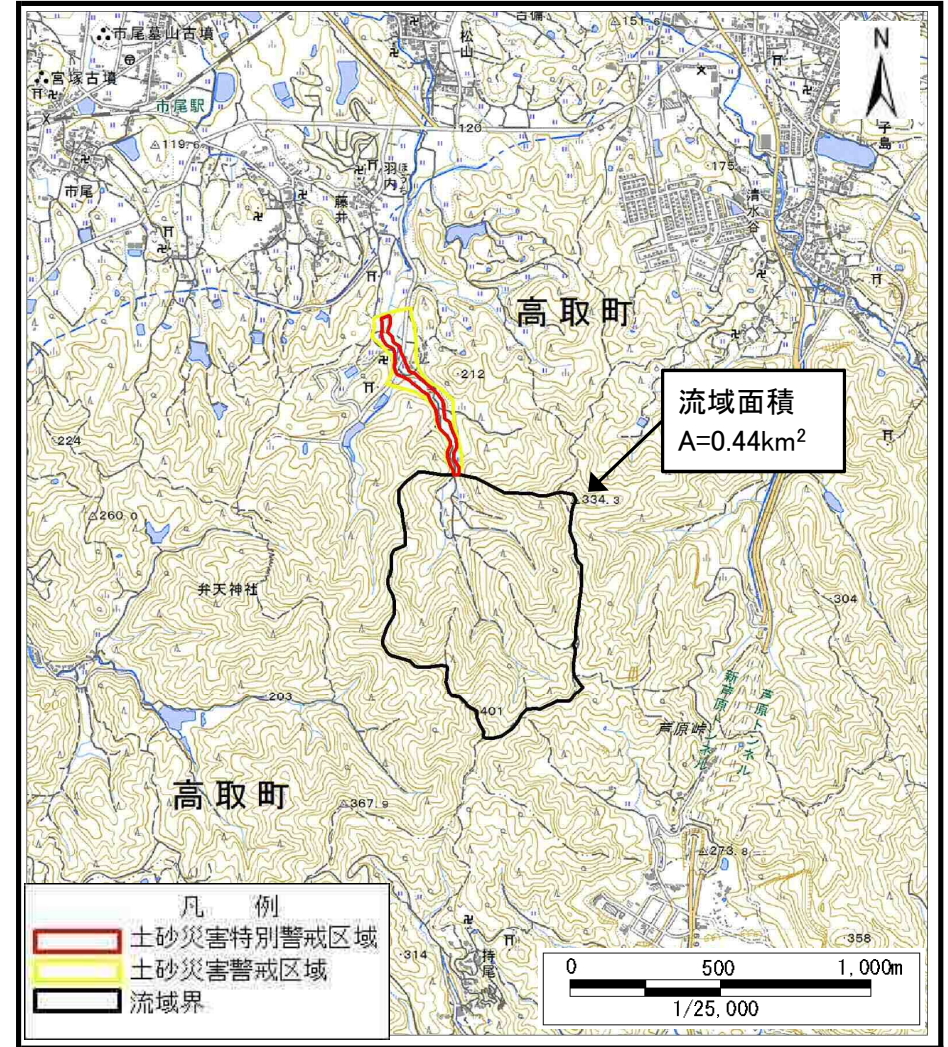 吉備
△151.6
市尾墓山古墳
松山
N
宮塚古墳
市尾駅
・120
子島
△119.6
・175
羽内
ほうち
市尾
藤井
清水谷
高取町
・212
流域面積
A=0.44km²
・224
△334.3
△260.0
弁天神社
・304
・203
新芦原トンネル
芦原トンネル
・401
芦原峠
高取町
△367.9
△273.8
凡 例
土砂災害特別警戒区域
土砂災害警戒区域
流域界
・314
持尾
・358
0 500 1,000m
1/25,000